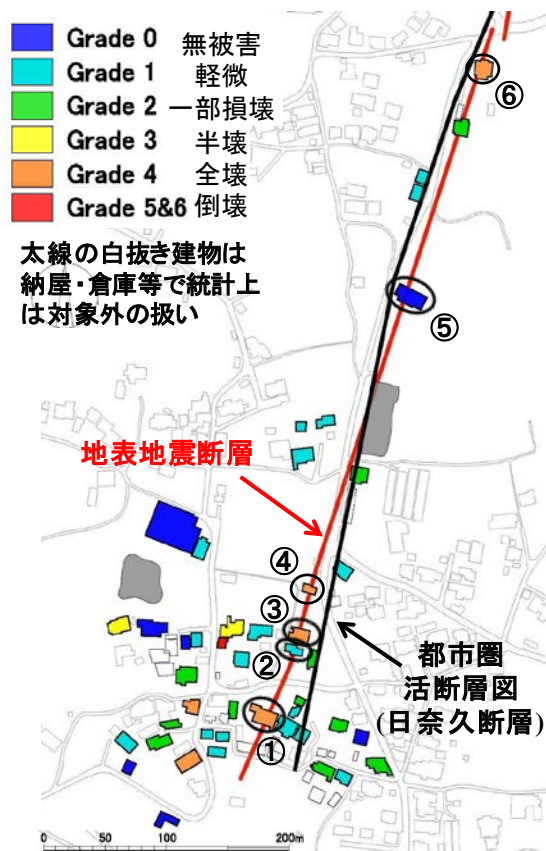 Grade 0 無被害
Grade 1 軽微
Grade 2 一部損壊
Grade 3 半壊
Grade 4 全壊
Grade 5&6 倒壊
太線の白抜き建物は
納屋・倉庫等で統計上
は対象外の扱い
⑥
⑤
地表地震断層
④
③
②
①
都市圏
活断層図
(日奈久断層)
0 50 100 200m